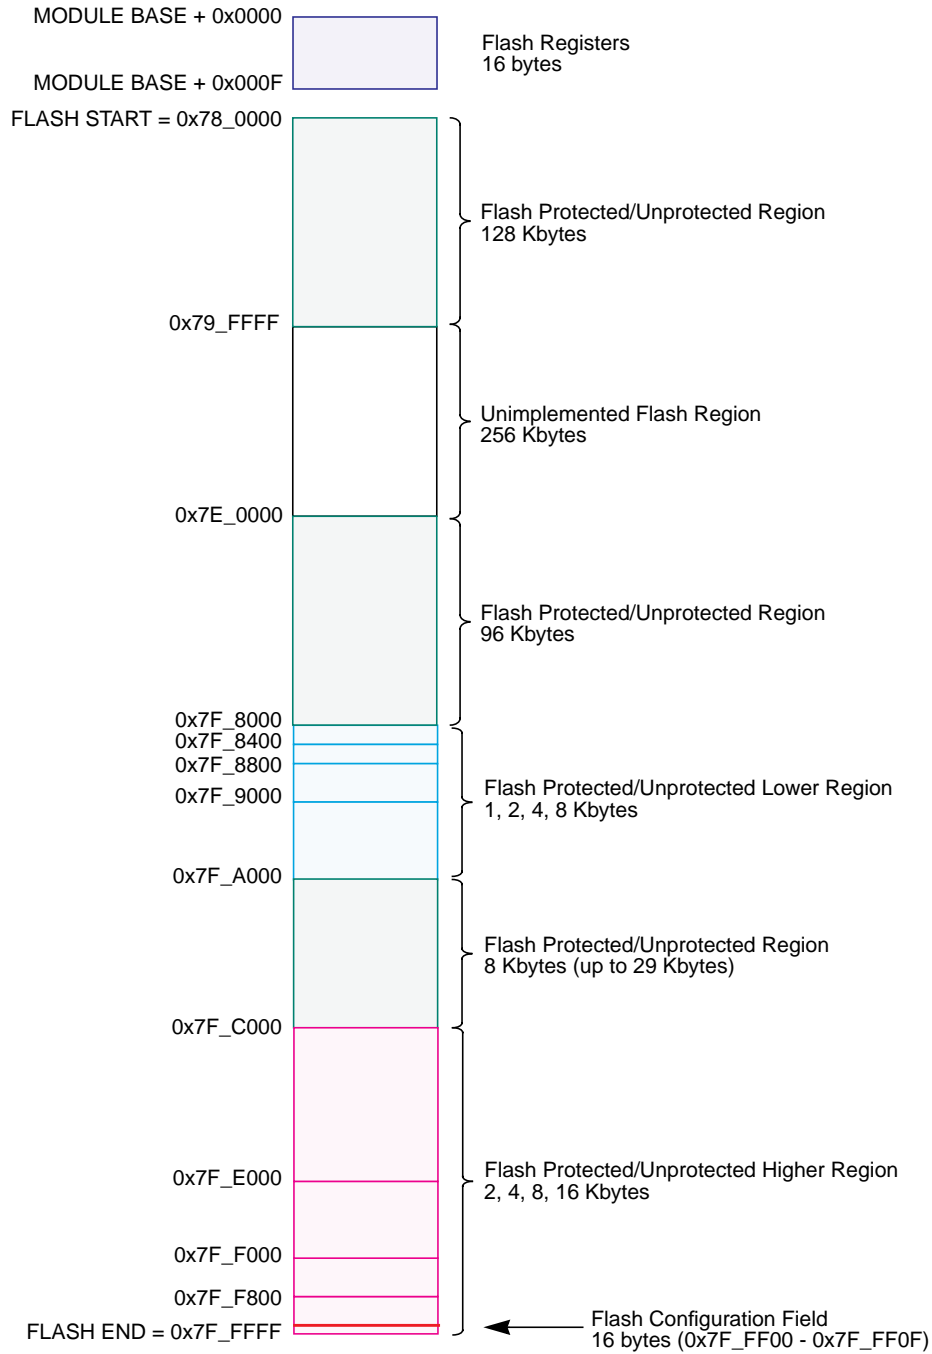 MODULE BASE + 0x0000
Flash Registers
16 bytes
MODULE BASE + 0x000F
FLASH START = 0x78_0000
Flash Protected/Unprotected Region
128 Kbytes
0x79_FFFF
Unimplemented Flash Region
256 Kbytes
0x7E_0000
Flash Protected/Unprotected Region
96 Kbytes
0x7F_8000
0x7F_8400
0x7F_8800
0x7F_9000
Flash Protected/Unprotected Lower Region
1, 2, 4, 8 Kbytes
0x7F_A000
Flash Protected/Unprotected Region
8 Kbytes (up to 29 Kbytes)
0x7F_C000
Flash Protected/Unprotected Higher Region
2, 4, 8, 16 Kbytes
0x7F_E000
0x7F_F000
0x7F_F800
FLASH END = 0x7F_FFFF
Flash Configuration Field
16 bytes (0x7F_FF00 - 0x7F_FF0F)